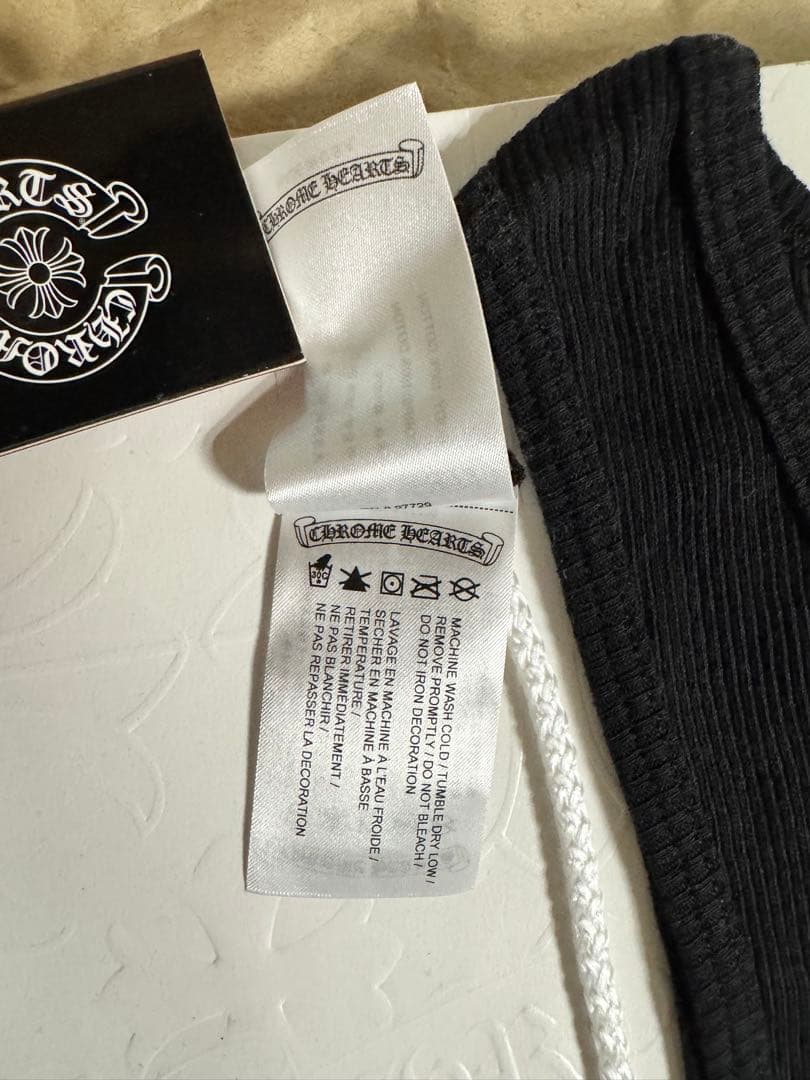 CHROME HEARTS
CHROME HEARTS
30C
MACHINE WASH COLD / TUMBLE DRY LOW /
REMOVE PROMPTLY / DO NOT BLEACH /
DO NOT IRON DECORATION
LAVAGE EN MACHINE À L'EAU FROIDE /
SECHER EN MACHINE À BASSE
TEMPERATURE /
RETIRER IMMÉDIATEMENT /
NE PAS BLANCHIR /
NE PAS REPASSER LA DECORATION